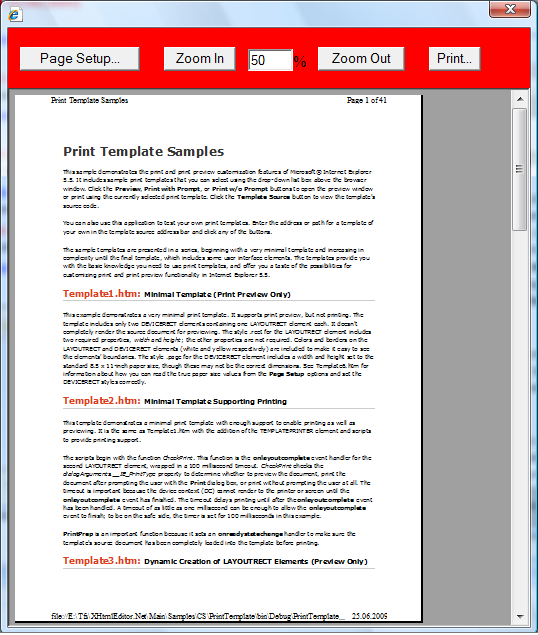 Page Setup... Zoom In 50 % Zoom Out Print...
Print Template Samples Page 1 of 41
Print Template Samples
This sample demonstrates the print and print preview customization features of Microsoft® Internet Explorer
5.5. It includes sample print templates that you can select using the drop-down list box above the browser
window. Click the Preview, Print with Prompt, or Print w/o Prompt buttons to open the preview window
or print using the currently selected print template. Click the Template Source button to view the template's
source code.
You can also use this application to test your own print templates. Enter the address or path for a template of
your own in the template source address bar and click any of the buttons.
The sample templates are presented in a series, beginning with a very minimal template and increasing in
complexity until the final template, which includes some user interface elements. The templates provide you
with the basic knowledge you need to use print templates, and offer you a taste of the possibilities for
customizing print and print preview functionality in Internet Explorer 5.5.
Template1.htm: Minimal Template (Print Preview Only)
This example demonstrates a very minimal print template. It supports print preview, but not printing. The
template includes only two DEVICERECT elements containing one LAYOUTRECT element each. It doesn't
completely render the source document for previewing. The style .rect for the LAYOUTRECT element includes
two required properties, width and height; the other properties are not required. Colors and borders on the
LAYOUTRECT and DEVICERECT elements (white and yellow respectively) are included to make it easy to see
the elements' boundaries. The style .page for the DEVICERECT element includes a width and height set to the
standard 8.5 x 11-inch paper size, though these may not be the correct dimensions. See Template6.htm for
information about how you can read the true paper size values from the Page Setup options and set the
DEVICERECT styles correctly.
Template2.htm: Minimal Template Supporting Printing
This template demonstrates a minimal print template with enough support to enable printing as well as
previewing. It is the same as Template1.htm with the addition of the TEMPLATEPRINTER element and scripts
to provide printing support.
The scripts begin with the function CheckPrint. This function is the onlayoutcomplete event handler for the
second LAYOUTRECT element, wrapped in a 100 millisecond timeout. CheckPrint checks the
dialogArguments.__IE_PrintType property to determine whether to preview the document, print the
document after prompting the user with the Print dialog box, or print without prompting the user at all. The
timeout is important because the device context (DC) cannot render to the printer or screen until the
onlayoutcomplete event has finished. The timeout delays printing until after the onlayoutcomplete event
has been handled. A timeout of as little as one millisecond can be enough to allow the onlayoutcomplete
event to finish; to be on the safe side, the timer is set for 100 milliseconds in this example.
PrintPrep is an important function because it sets an onreadystatechange handler to make sure the
template's source document has been completely loaded into the template before printing.
Template3.htm: Dynamic Creation of LAYOUTRECT Elements (Preview Only)
file://E:\Tfs\XHtmlEditor.Net\Main\Samples\CS\PrintTemplate\bin\Debug\PrintTemplate_ 25.06.2009